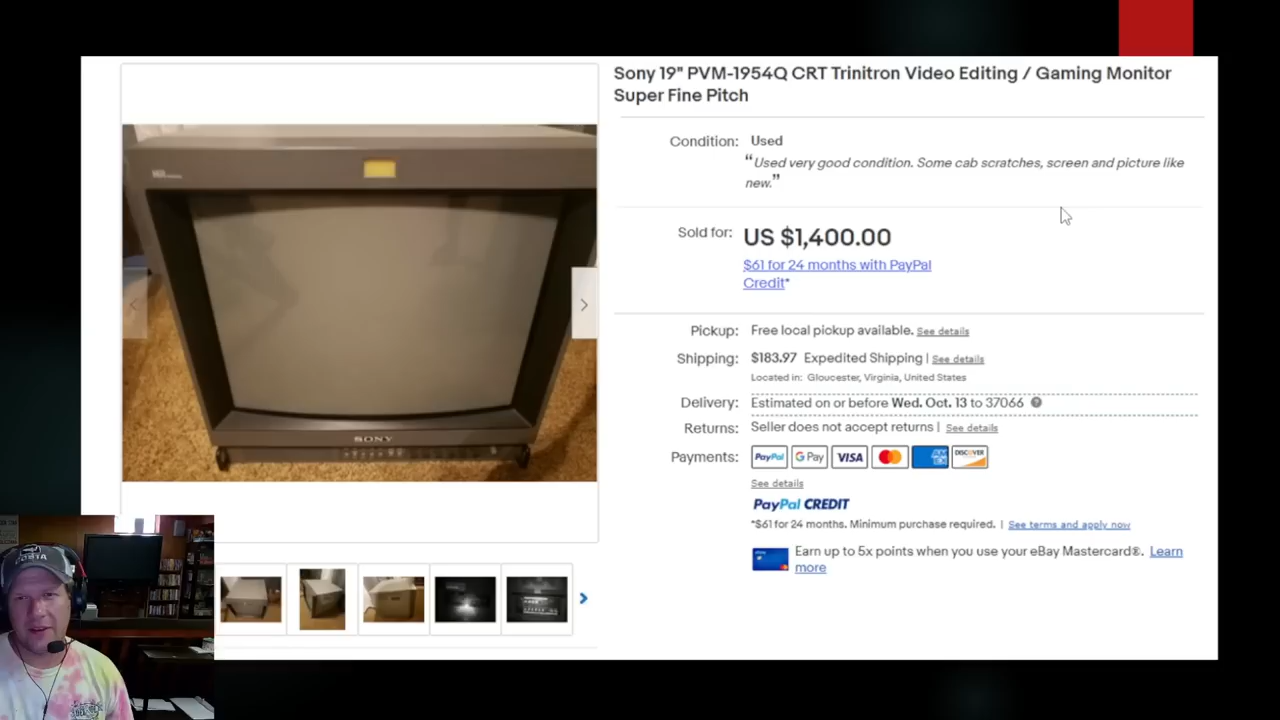 Sony 19" PVM-1954Q CRT Trinitron Video Editing / Gaming Monitor
Super Fine Pitch
Condition: Used
“Used very good condition. Some cab scratches, screen and picture like
new.”
Sold for: US $1,400.00
$61 for 24 months with PayPal
Credit*
Pickup: Free local pickup available. See details
Shipping: $183.97 Expedited Shipping | See details
Located in: Gloucester, Virginia, United States
Delivery: Estimated on or before Wed. Oct. 13 to 37066
Returns: Seller does not accept returns | See details
Payments: PayPal G Pay VISA DISCOVER
See details
PayPal CREDIT
*$61 for 24 months. Minimum purchase required. | See terms and apply now
Earn up to 5x points when you use your eBay Mastercard®. Learn
more
SONY